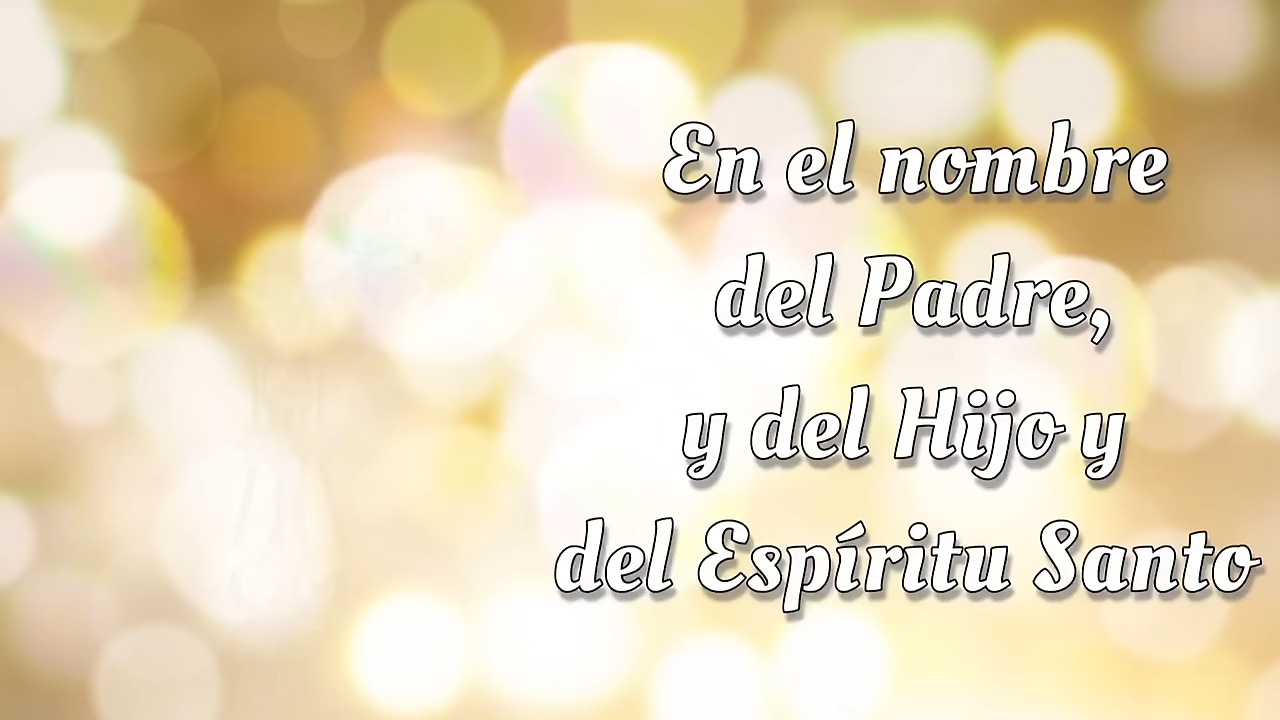 En el nombre
del Padre,
y del Hijo y
del Espíritu Santo